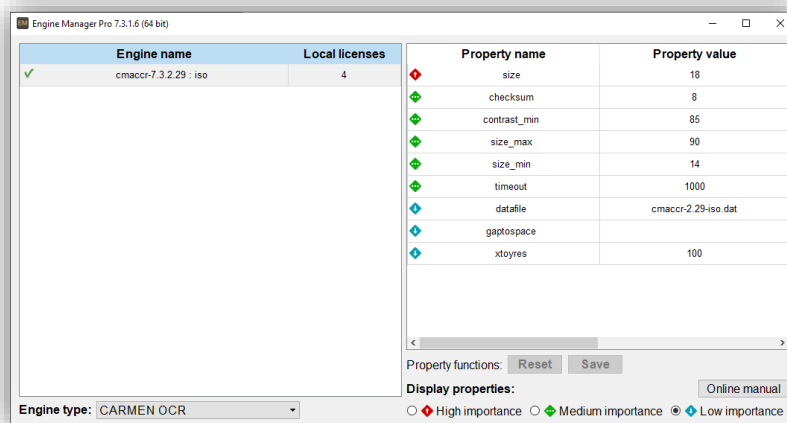 EM Engine Manager Pro 7.3.1.6 (64 bit)
Engine name Local licenses
cmaccr-7.3.2.29 : iso 4
Property name Property value
size 18
checksum 8
contrast_min 85
size_max 90
size_min 14
timeout 1000
datafile cmaccr-2.29-iso.dat
gaptospace
xtoyres 100
Property functions: Reset Save
Display properties: Online manual
Engine type: CARMEN OCR
High importance Medium importance Low importance